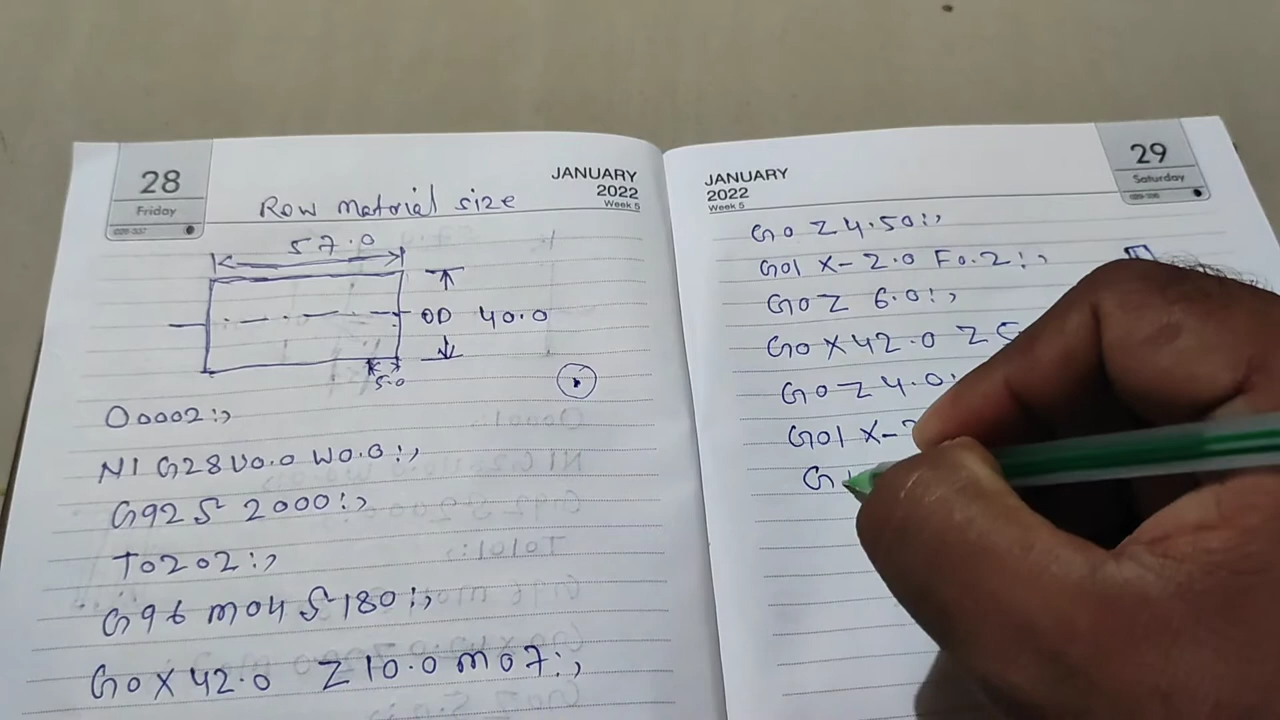 28
Friday
JANUARY
2022
Week 5
Row material size
57.0
OD 40.0
5.0
O0002:,
N1 G28 U0.0 W0.0:,
G92 S 2000:,
T0202:,
G96 M04 S 180:,
G0 X 42.0 Z 10.0 M07:,
JANUARY
2022
Week 5
29
Saturday
G0 Z 4.50:,
G01 X-2.0 F0.2:,
G0 Z 6.0:,
G0 X 42.0 Z
G0 Z 4.0:
G01 X-
G